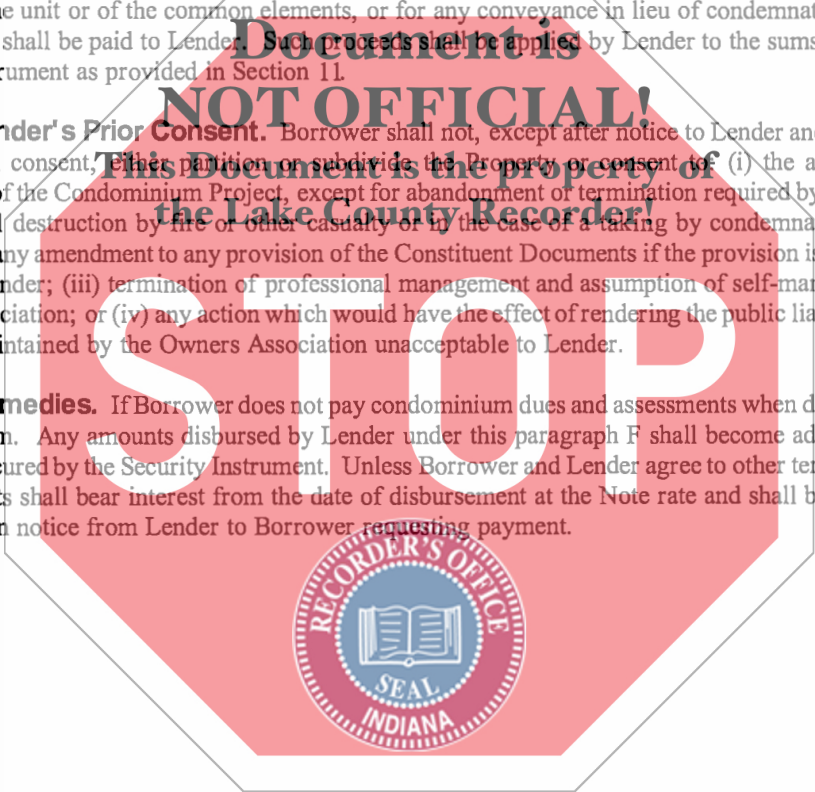 e unit or of the common elements, or for any conveyance in lieu of condemnat
shall be paid to Lender. Such proceeds shall be applied by Lender to the sums
rument as provided in Section 11.
Document is
NOT OFFICIAL!
This Document is the property of
the Lake County Recorder!
nder's Prior Consent. Borrower shall not, except after notice to Lender and
consent, either partition or subdivide the Property or consent to: (i) the a
of the Condominium Project, except for abandonment or termination required by
l destruction by fire or other casualty or in the case of a taking by condemna
ny amendment to any provision of the Constituent Documents if the provision is
nder; (iii) termination of professional management and assumption of self-man
ciation; or (iv) any action which would have the effect of rendering the public lia
intained by the Owners Association unacceptable to Lender.
STOP
medies. If Borrower does not pay condominium dues and assessments when d
n. Any amounts disbursed by Lender under this paragraph F shall become ad
cured by the Security Instrument. Unless Borrower and Lender agree to other ter
s shall bear interest from the date of disbursement at the Note rate and shall b
n notice from Lender to Borrower requesting payment.
RECORDER'S OFFICE
SEAL
INDIANA